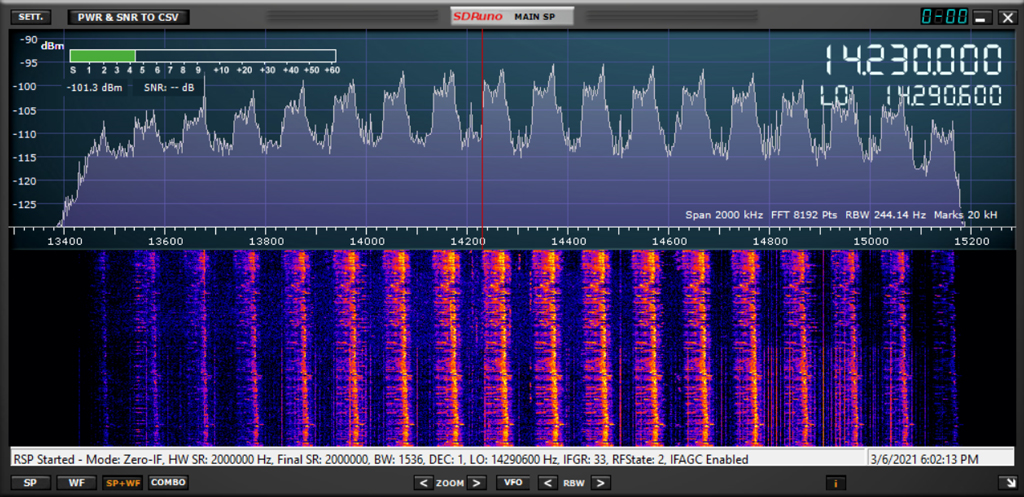 SETT. PWR & SNR TO CSV SDRuno MAIN SP 0-00
-90 dBm
-95
S 1 2 3 4 5 6 7 8 9 +10 +20 +30 +40 +50 +60
-101.3 dBm SNR: -- dB
14.230.000
LO: 14.290.600
-100
-105
-110
-115
-120
-125
Span 2000 kHz FFT 8192 Pts RBW 244.14 Hz Marks 20 kH
13400 13600 13800 14000 14200 14400 14600 14800 15000 15200
RSP Started - Mode: Zero-IF, HW SR: 2000000 Hz, Final SR: 2000000, BW: 1536, DEC: 1, LO: 14290600 Hz, IFGR: 33, RFState: 2, IFAGC Enabled 3/6/2021 6:02:13 PM
SP WF SP+WF COMBO < ZOOM > VFO < RBW > i